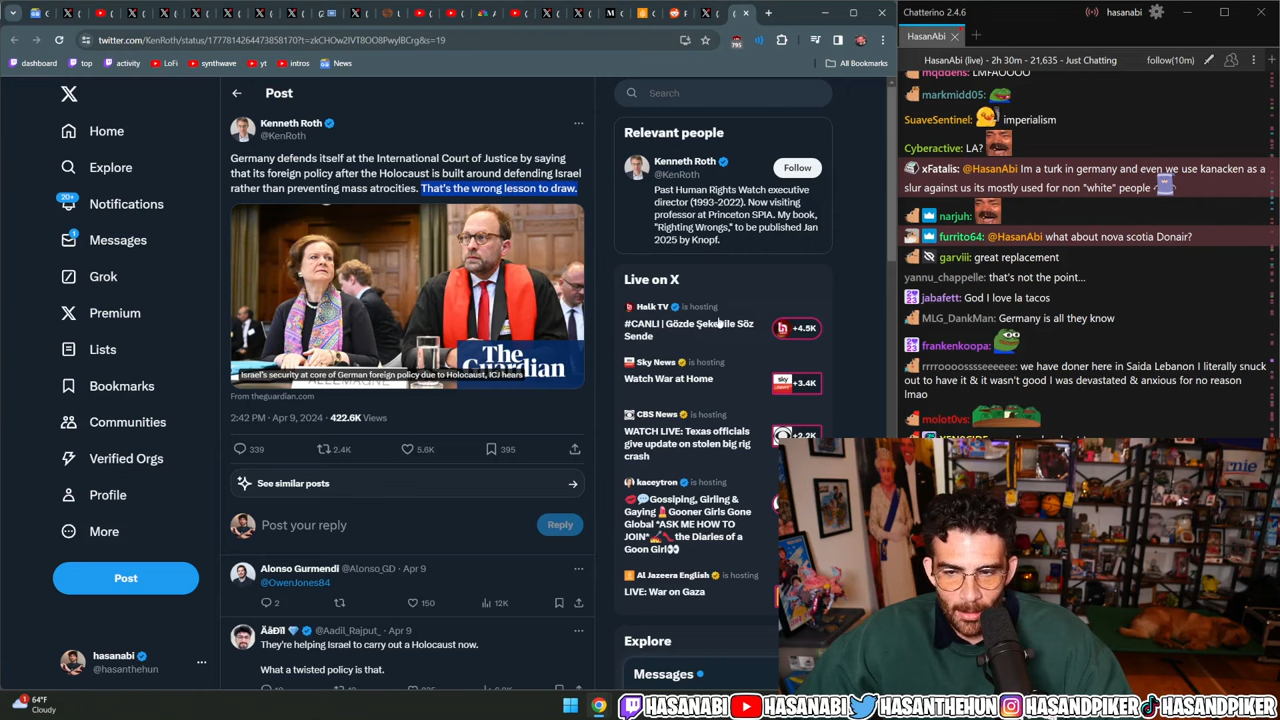 twitter.com/KenRoth/status/1777814264473858170?t=zkCHOw2IVT8OO8PwylBCrg&s=19
795
dashboard
top
activity
LoFi
synthwave
yt
intros
News
All Bookmarks
Home
Explore
20+
Notifications
1
Messages
Grok
Premium
Lists
Bookmarks
Communities
Verified Orgs
Profile
More
Post
hasanabi
@hasanthehun
Post
Kenneth Roth
@KenRoth
Germany defends itself at the International Court of Justice by saying
that its foreign policy after the Holocaust is built around defending Israel
rather than preventing mass atrocities. That's the wrong lesson to draw.
ALLEMAGNE
The
Guardian
Israel's security at core of German foreign policy due to Holocaust, ICJ hears
From theguardian.com
2:42 PM · Apr 9, 2024 · 422.6K Views
339
2.4K
5.6K
395
See similar posts
Post your reply
Reply
Alonso Gurmendi @Alonso_GD · Apr 9
@OwenJones84
2
150
12K
@Aadil_Rajput_ · Apr 9
They're helping Israel to carry out a Holocaust now.
What a twisted policy is that.
Search
Relevant people
Kenneth Roth
@KenRoth
Follow
Past Human Rights Watch executive
director (1993-2022). Now visiting
professor at Princeton SPIA. My book,
"Righting Wrongs," to be published Jan
2025 by Knopf.
Live on X
Halk TV is hosting
#CANLI | Gözde Söz
Sende
+4.5K
Sky News is hosting
Watch War at Home
sky
+3.4K
CBS News is hosting
WATCH LIVE: Texas officials
give update on stolen big rig
crash
+2.2K
kaceytron is hosting
Gossiping, Girling &
Gaying Gooner Girls Gone
Global *ASK ME HOW TO
JOIN* the Diaries of a
Goon Girl
Al Jazeera English is hosting
LIVE: War on Gaza
Explore
Messages
Chatterino 2.4.6
hasanabi
HasanAbi
HasanAbi (live) - 2h 30m - 21,635 - Just Chatting
follow(10m)
mqddens: LMFAOOOO
markmidd05:
SuaveSentinel: imperialism
Cyberactive: LA?
xFatalis: @HasanAbi Im a turk in germany and even we use kanacken as a
slur against us its mostly used for non "white" people
narjuh:
furrito64: @HasanAbi what about nova scotia Donair?
garviii: great replacement
yannu_chappelle: that's not the point...
jabafett: God I love la tacos
MLG_DankMan: Germany is all they know
frankenkoopa:
we have doner here in Saida Lebanon I literally snuck
out to have it & it wasn't good I was devastated & anxious for no reason
lmao
molot0vs:
ernie
64°F
Cloudy
HASANABI
HASANABI
HASANTHEHUN
HASANDPIKER
HASANDPIKER